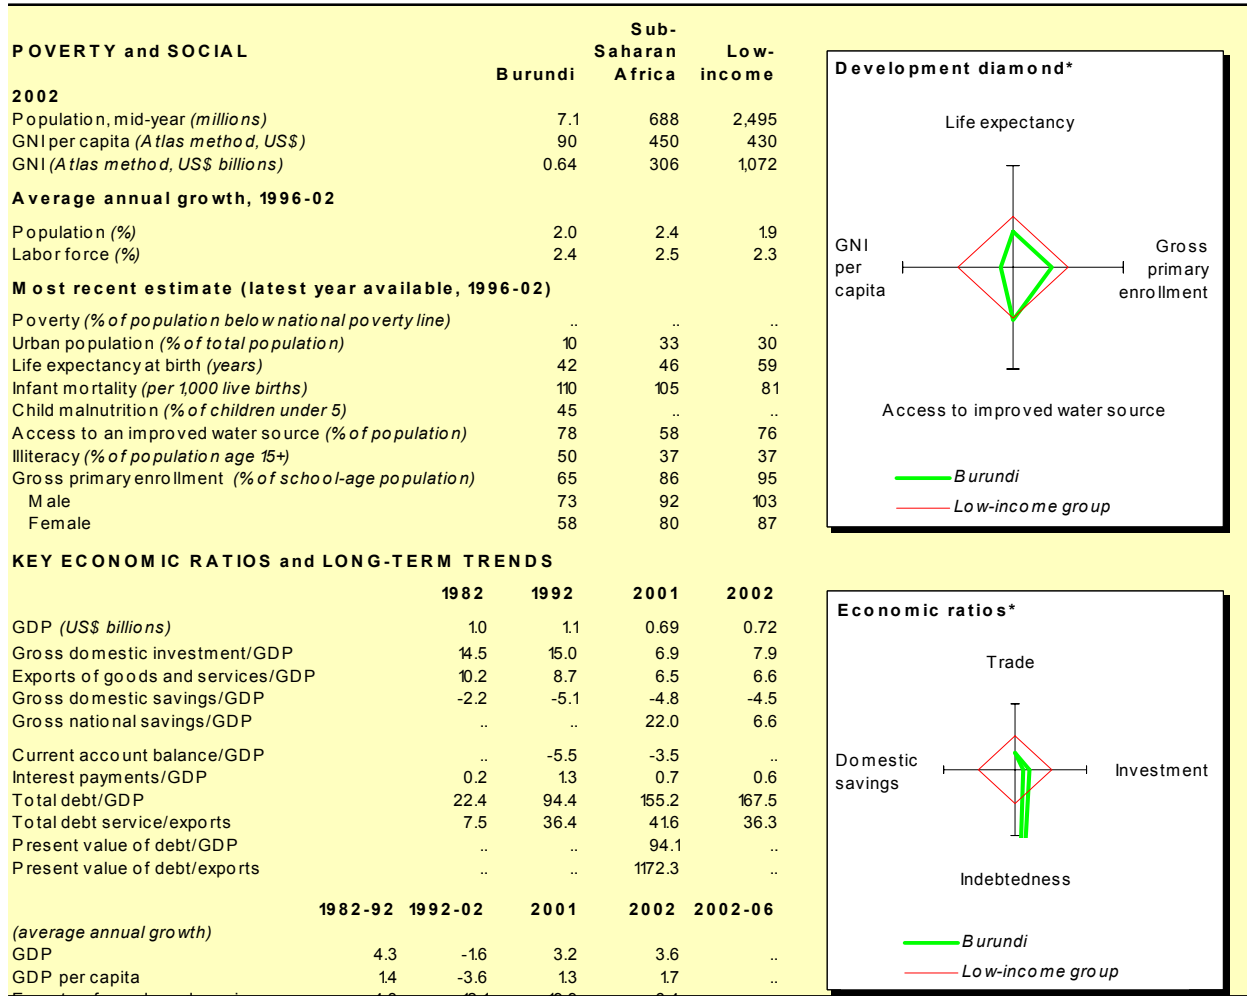 POVERTY and SOCIAL Burundi Sub-Saharan Africa Low-income
2002
Population, mid-year (millions) 7.1 688 2,495
GNI per capita (Atlas method, US$) 90 450 430
GNI (Atlas method, US$ billions) 0.64 306 1,072
Average annual growth, 1996-02
Population (%) 2.0 2.4 1.9
Labor force (%) 2.4 2.5 2.3
Most recent estimate (latest year available, 1996-02)
Poverty (% of population below national poverty line) .. .. ..
Urban population (% of total population) 10 33 30
Life expectancy at birth (years) 42 46 59
Infant mortality (per 1,000 live births) 110 105 81
Child malnutrition (% of children under 5) 45 .. ..
Access to an improved water source (% of population) 78 58 76
Illiteracy (% of population age 15+) 50 37 37
Gross primary enrollment (% of school-age population) 65 86 95
Male 73 92 103
Female 58 80 87
Development diamond*
Life expectancy
GNI
per
capita
Gross
primary
enrollment
Access to improved water source
Burundi
Low-income group
KEY ECONOMIC RATIOS and LONG-TERM TRENDS
1982 1992 2001 2002
GDP (US$ billions) 1.0 1.1 0.69 0.72
Gross domestic investment/GDP 14.5 15.0 6.9 7.9
Exports of goods and services/GDP 10.2 8.7 6.5 6.6
Gross domestic savings/GDP -2.2 -5.1 -4.8 -4.5
Gross national savings/GDP .. .. 22.0 6.6
Current account balance/GDP .. -5.5 -3.5 ..
Interest payments/GDP 0.2 1.3 0.7 0.6
Total debt/GDP 22.4 94.4 155.2 167.5
Total debt service/exports 7.5 36.4 41.6 36.3
Present value of debt/GDP .. .. 94.1 ..
Present value of debt/exports .. .. 1172.3 ..
1982-92 1992-02 2001 2002 2002-06
(average annual growth)
GDP 4.3 -1.6 3.2 3.6 ..
GDP per capita 1.4 -3.6 1.3 1.7 ..
Economic ratios*
Trade
Domestic
savings
Investment
Indebtedness
Burundi
Low-income group